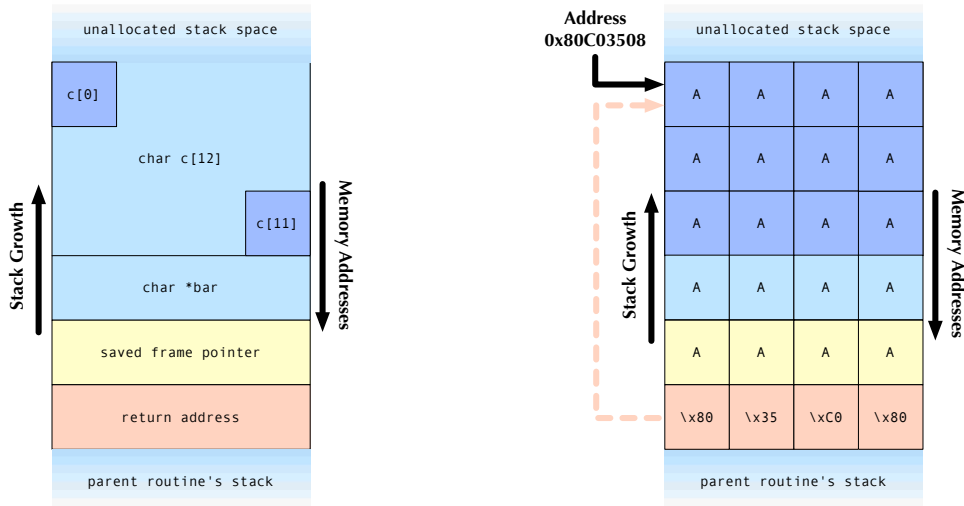 unallocated stack space
c[0]
char c[12]
c[11]
char *bar
saved frame pointer
return address
parent routine's stack
Stack Growth
Memory Addresses
Address
0x80C03508
unallocated stack space
A A A A
A A A A
A A A A
A A A A
A A A A
\x80 \x35 \xC0 \x80
parent routine's stack
Stack Growth
Memory Addresses